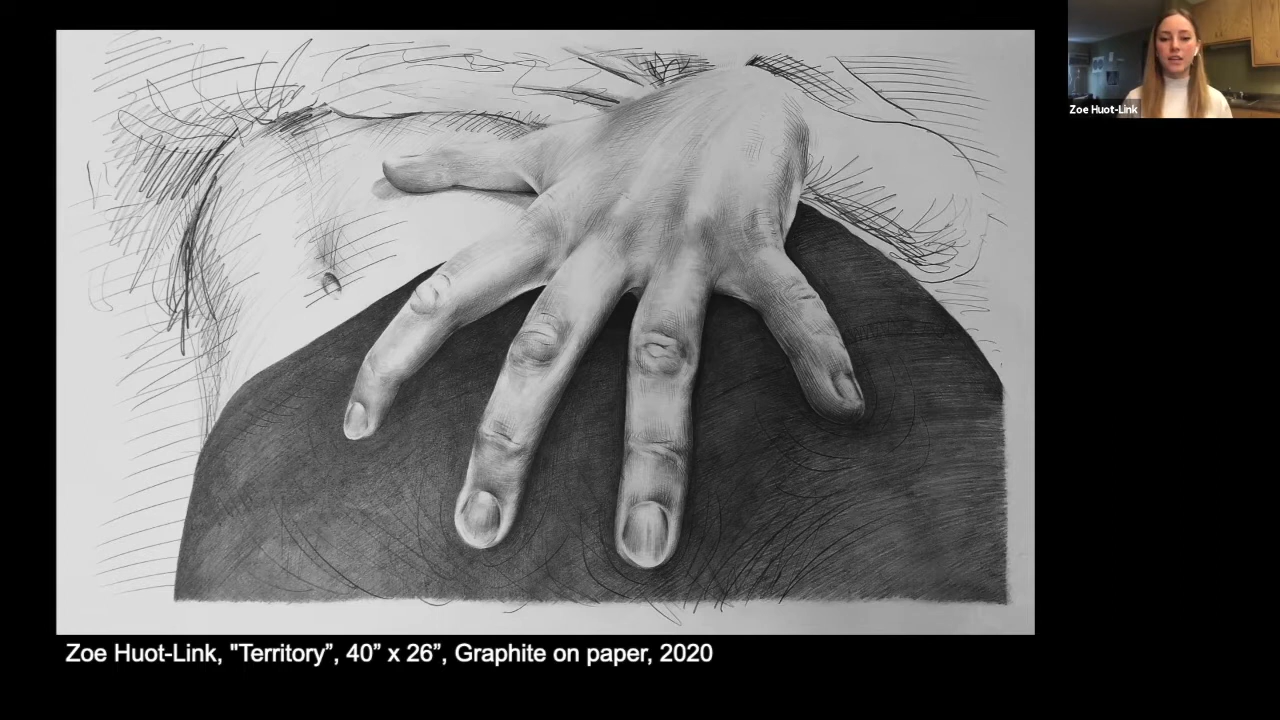 Zoe Huot-Link
Zoe Huot-Link, "Territory”, 40” x 26”, Graphite on paper, 2020